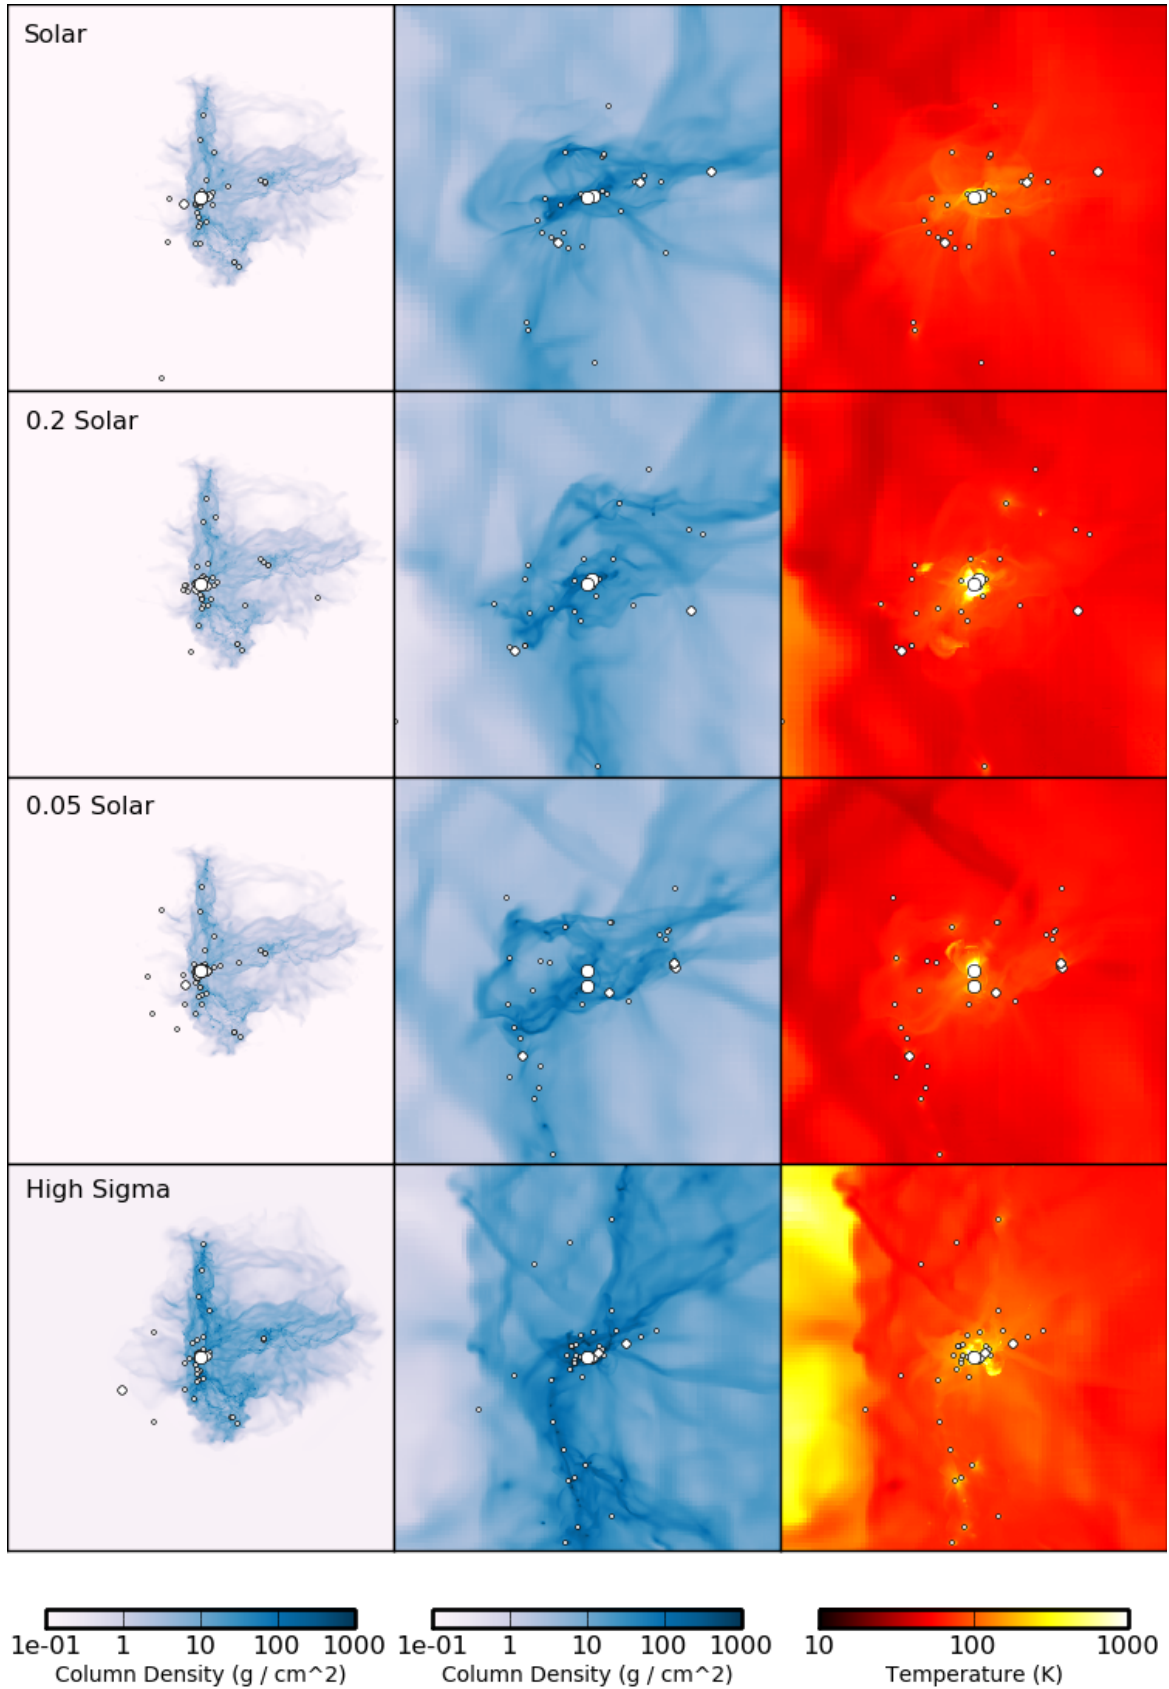 Solar
0.2 Solar
0.05 Solar
High Sigma
1e-01 1 10 100 1000 1e-01 1 10 100 1000 10 100 1000
Column Density (g / cm^2) Column Density (g / cm^2) Temperature (K)